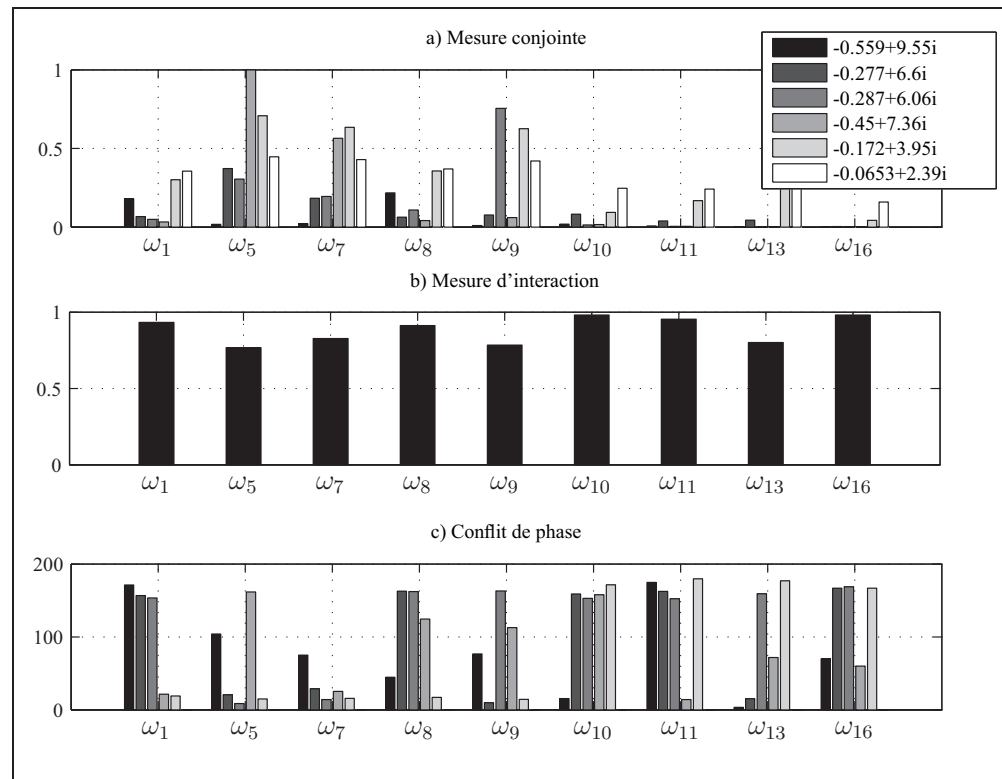 a) Mesure conjointe
-0.559+9.55i
-0.277+6.6i
-0.287+6.06i
-0.45+7.36i
-0.172+3.95i
-0.0653+2.39i
1
0.5
0
ω1 ω5 ω7 ω8 ω9 ω10 ω11 ω13 ω16
b) Mesure d’interaction
1
0.5
0
ω1 ω5 ω7 ω8 ω9 ω10 ω11 ω13 ω16
c) Conflit de phase
200
100
0
ω1 ω5 ω7 ω8 ω9 ω10 ω11 ω13 ω16